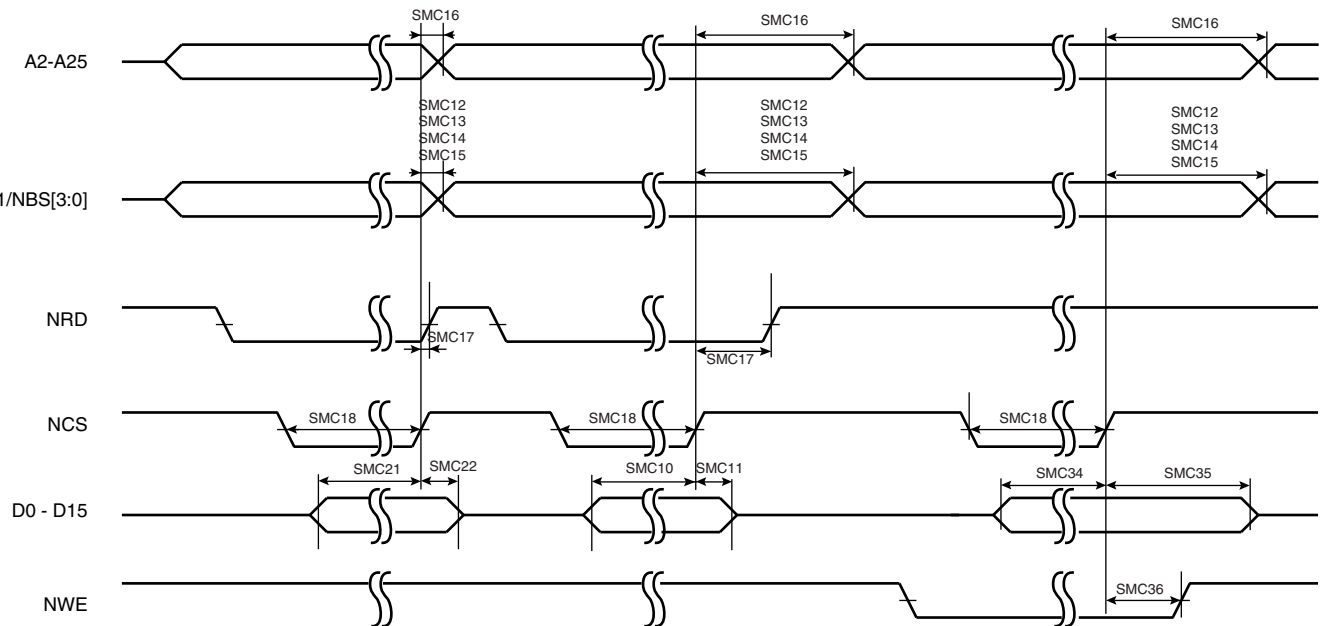 SMC16
SMC16
SMC16
A2-A25
SMC12
SMC13
SMC14
SMC15
SMC12
SMC13
SMC14
SMC15
SMC12
SMC13
SMC14
SMC15
1/NBS[3:0]
NRD
SMC17
SMC17
NCS
SMC18
SMC18
SMC18
SMC21
SMC22
SMC10
SMC11
SMC34
SMC35
D0 - D15
NWE
SMC36